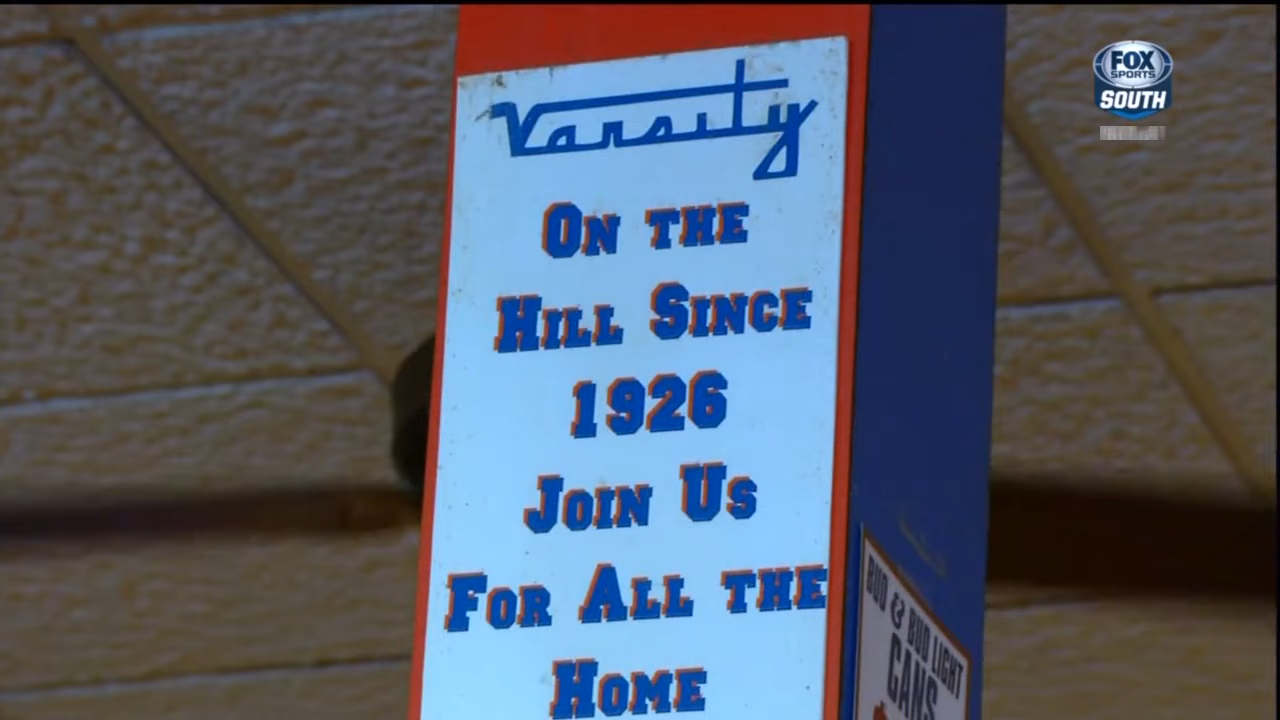 FOX
SPORTS
SOUTH
Varsity
ON THE
HILL SINCE
1926
JOIN US
FOR ALL THE
HOME
BUD & BUD LIGHT
CANS